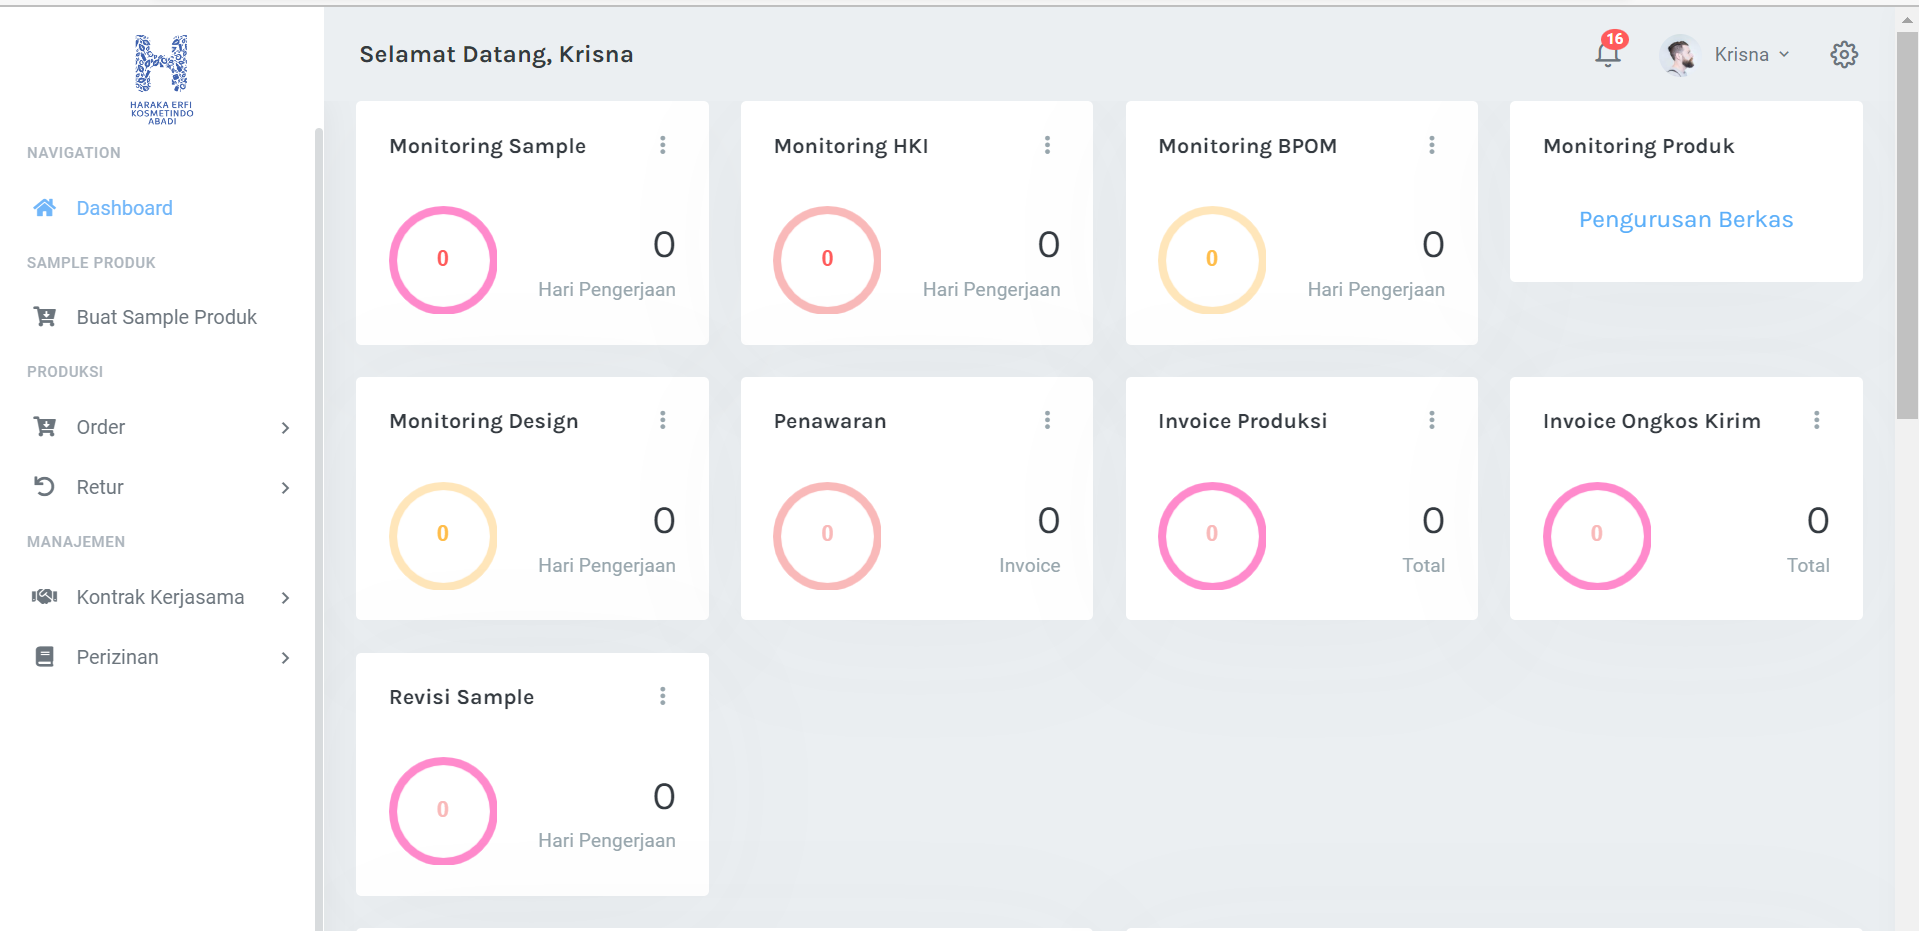 HARAKA ERFI
KOSMETINDO
ABADI
NAVIGATION
Dashboard
SAMPLE PRODUK
Buat Sample Produk
PRODUKSI
Order
Retur
MANAJEMEN
Kontrak Kerjasama
Perizinan
Selamat Datang, Krisna
16
Krisna
Monitoring Sample
0
0
Hari Pengerjaan
Monitoring HKI
0
0
Hari Pengerjaan
Monitoring BPOM
0
0
Hari Pengerjaan
Monitoring Produk
Pengurusan Berkas
Monitoring Design
0
0
Hari Pengerjaan
Penawaran
0
0
Invoice
Invoice Produksi
0
0
Total
Invoice Ongkos Kirim
0
0
Total
Revisi Sample
0
0
Hari Pengerjaan